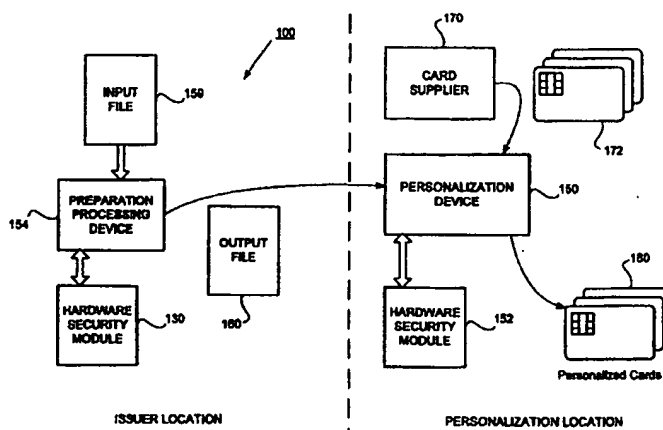 100
170
INPUT
FILE
159
CARD
SUPPLIER
172
154
PREPARATION
PROCESSING
DEVICE
PERSONALIZATION
DEVICE
150
OUTPUT
FILE
160
HARDWARE
SECURITY
MODULE
130
HARDWARE
SECURITY
MODULE
152
180
Personalized Cards
ISSUER LOCATION
PERSONALIZATION LOCATION